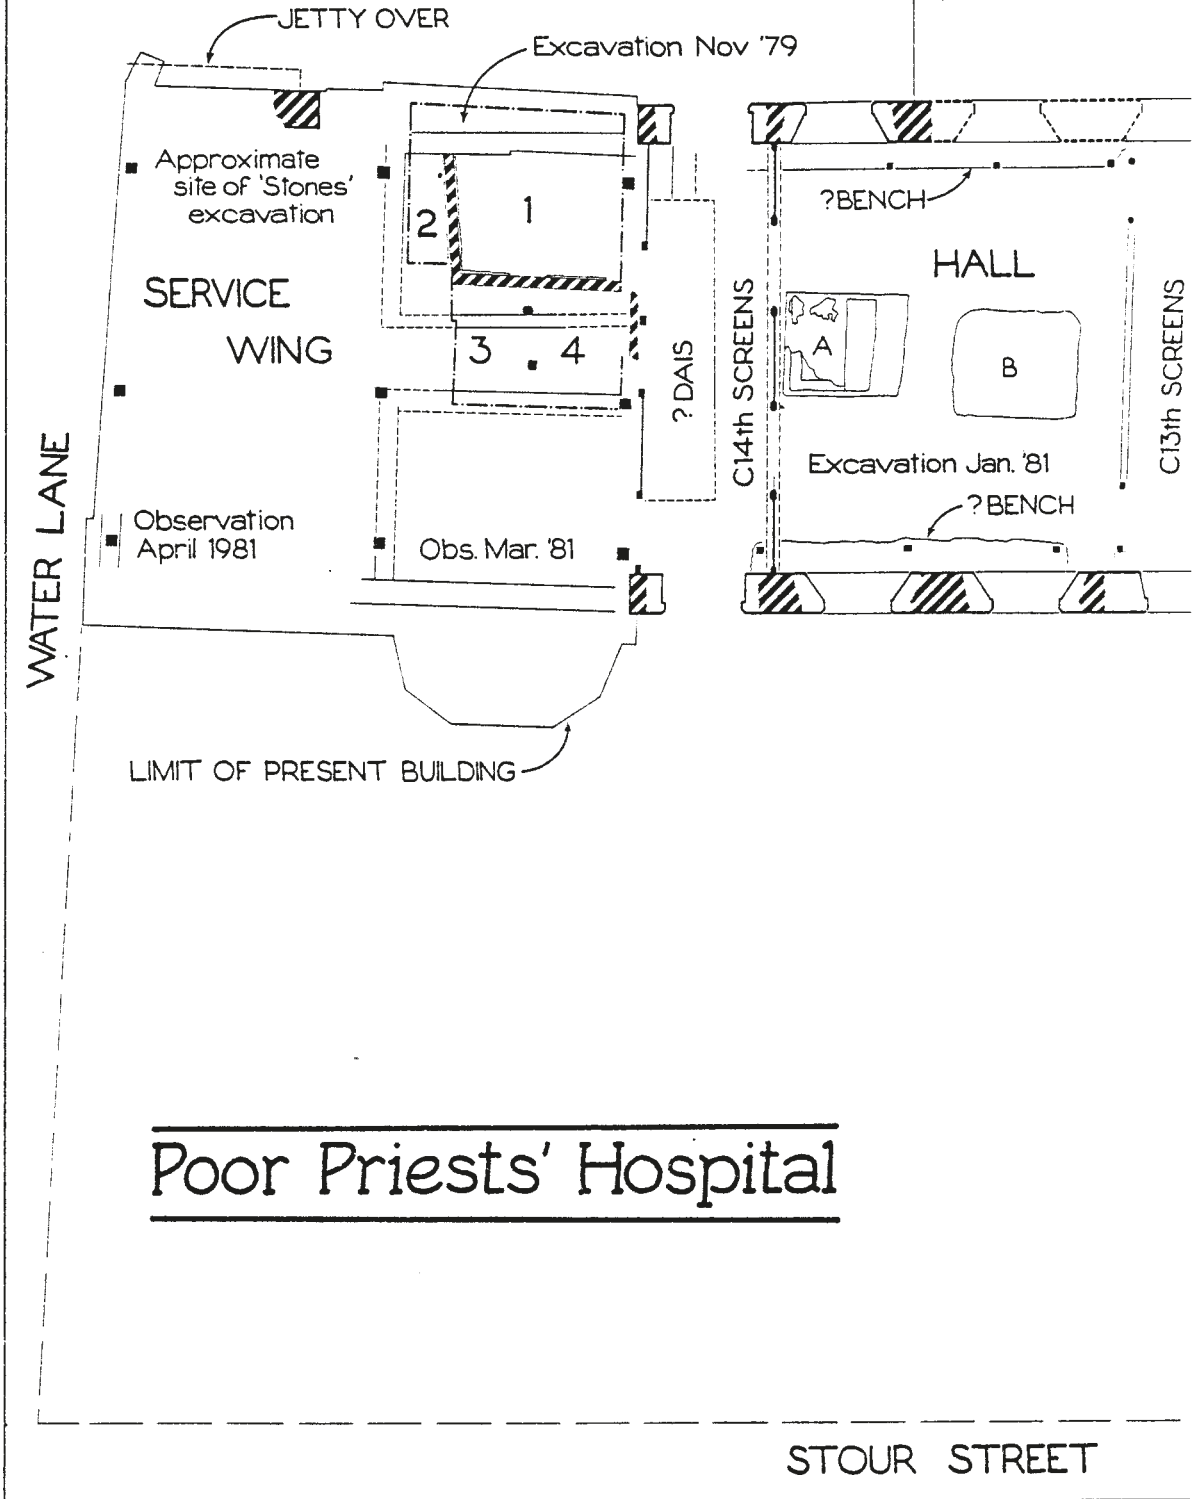 JETTY OVER
Excavation Nov '79
Approximate
site of 'Stones'
excavation
1
2
?BENCH
HALL
SERVICE
WING
3
4
?DAIS
C14th SCREENS
A
B
C13th SCREENS
Excavation Jan. '81
?BENCH
WATER LANE
Observation
April 1981
Obs. Mar. '81
LIMIT OF PRESENT BUILDING
Poor Priests' Hospital
STOUR STREET